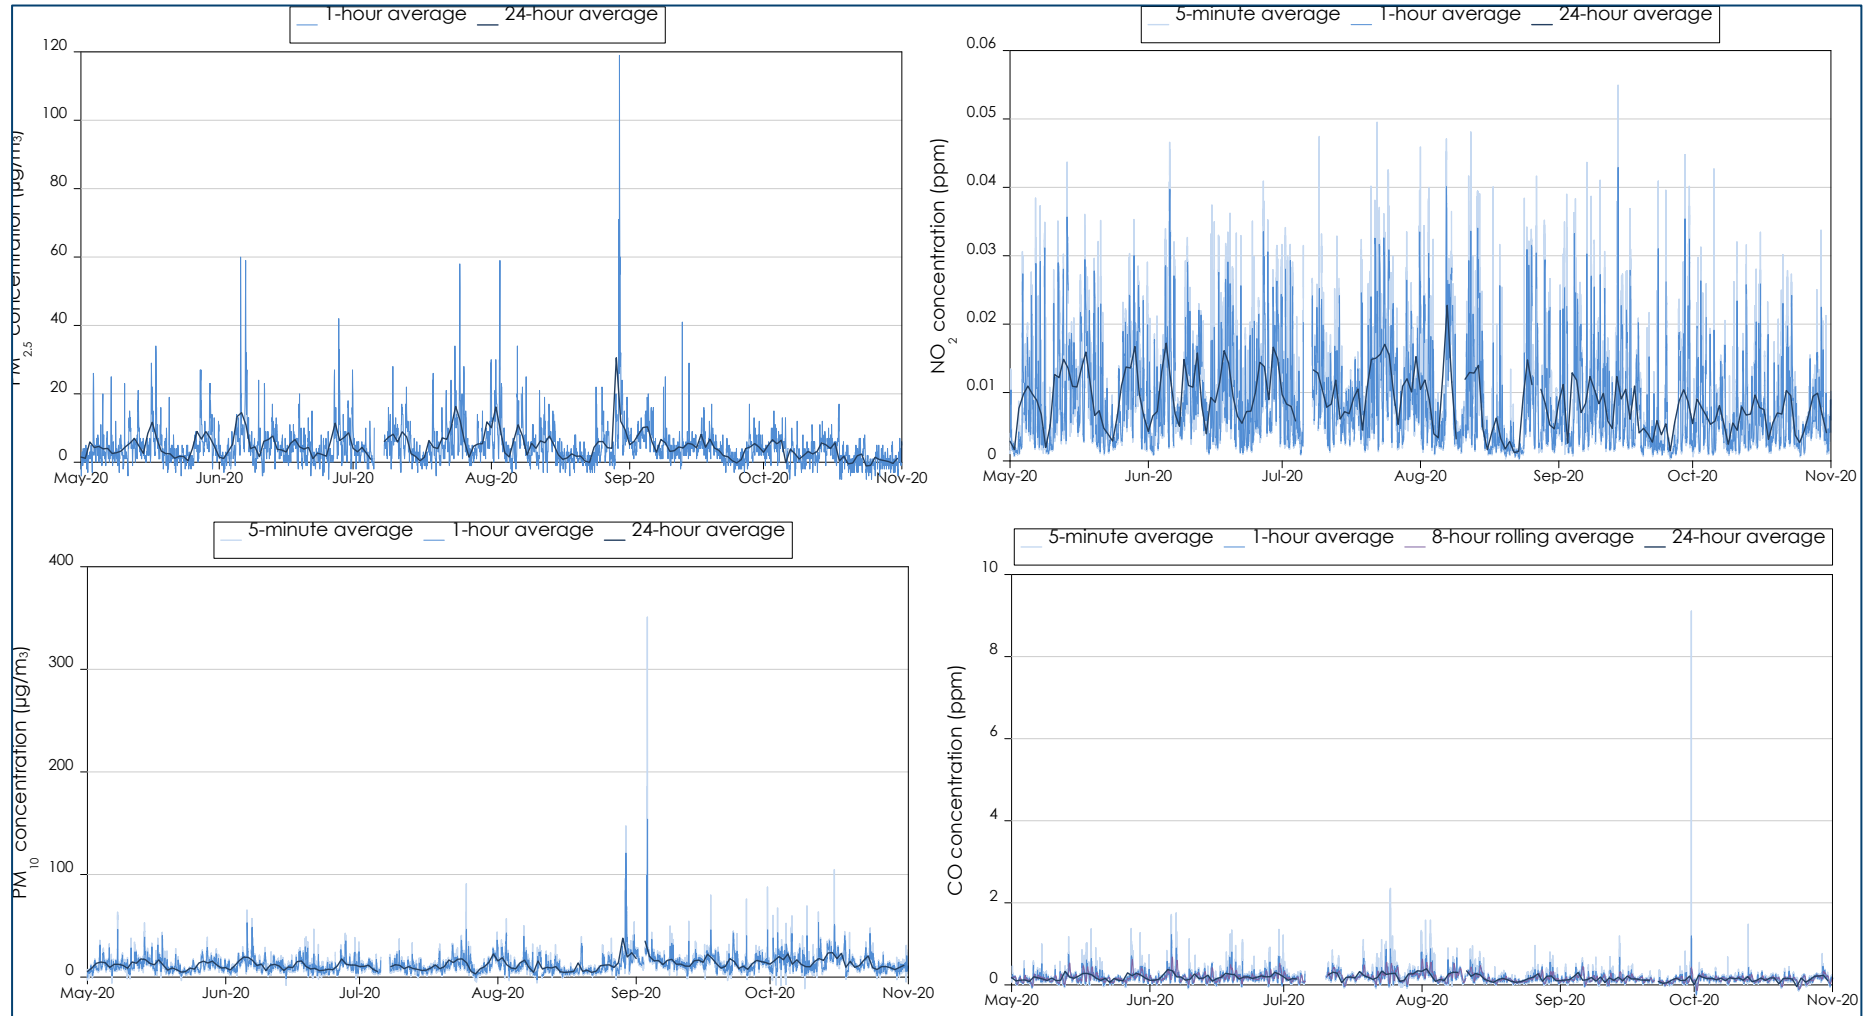 1-hour average 24-hour average
120
100
80
60
40
20
0
PM2.5 concentration (µg/m3)
May-20 Jun-20 Jul-20 Aug-20 Sep-20 Oct-20 Nov-20
5-minute average 1-hour average 24-hour average
0.06
0.05
0.04
0.03
0.02
0.01
0
NO2 concentration (ppm)
May-20 Jun-20 Jul-20 Aug-20 Sep-20 Oct-20 Nov-20
5-minute average 1-hour average 24-hour average
400
300
200
100
0
PM10 concentration (µg/m3)
May-20 Jun-20 Jul-20 Aug-20 Sep-20 Oct-20 Nov-20
5-minute average 1-hour average 8-hour rolling average 24-hour average
10
8
6
4
2
0
CO concentration (ppm)
May-20 Jun-20 Jul-20 Aug-20 Sep-20 Oct-20 Nov-20